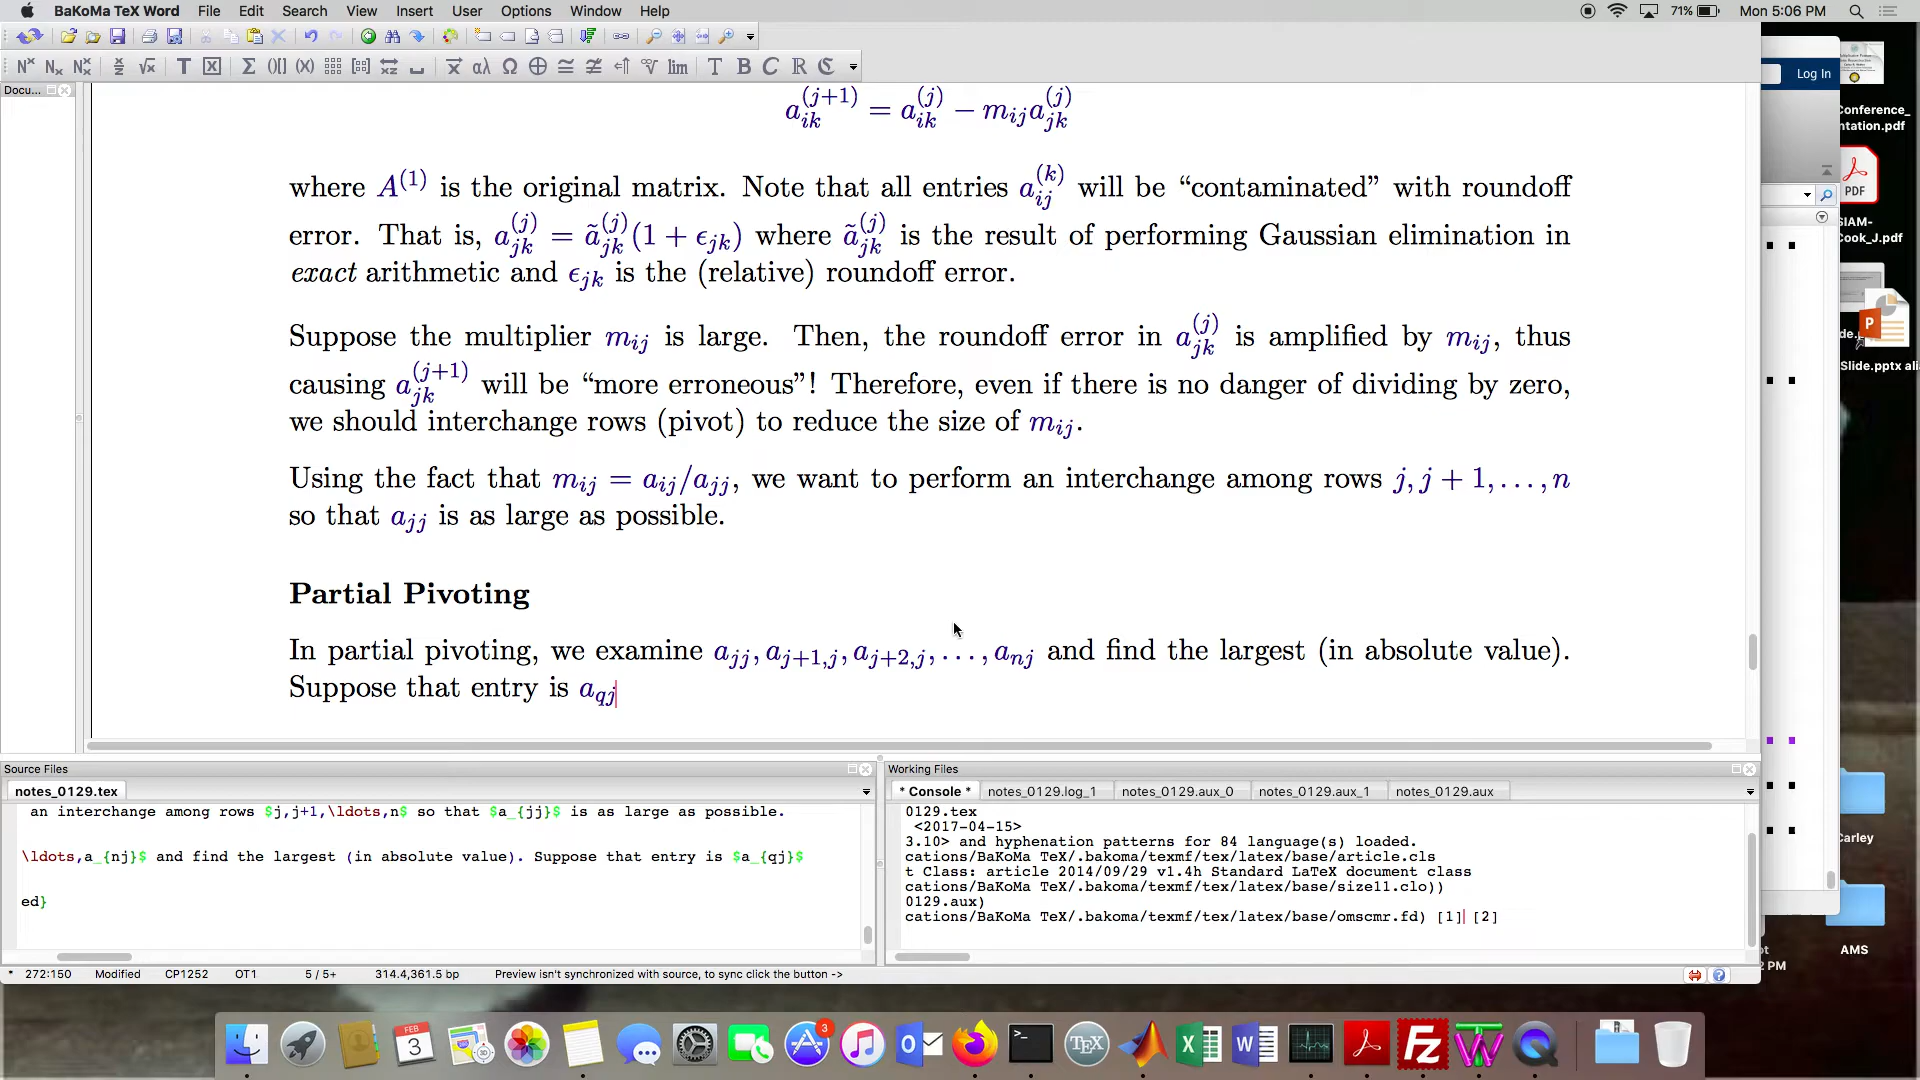 BaKoMa TeX Word File Edit Search View Insert User Options Window Help 71% Mon 5:06 PM
Docu...
Log In
a_{ik}^{(j+1)} = a_{ik}^{(j)} − m_{ij}a_{jk}^{(j)}
where A^{(1)} is the original matrix. Note that all entries a_{ij}^{(k)} will be “contaminated” with roundoff
error. That is, a_{jk}^{(j)} = ã_{jk}^{(j)}(1 + ϵ_{jk}) where ã_{jk}^{(j)} is the result of performing Gaussian elimination in
exact arithmetic and ϵ_{jk} is the (relative) roundoff error.
Suppose the multiplier m_{ij} is large. Then, the roundoff error in a_{jk}^{(j)} is amplified by m_{ij}, thus
causing a_{jk}^{(j+1)} will be “more erroneous”! Therefore, even if there is no danger of dividing by zero,
we should interchange rows (pivot) to reduce the size of m_{ij}.
Using the fact that m_{ij} = a_{ij}/a_{jj}, we want to perform an interchange among rows j, j + 1, . . . , n
so that a_{jj} is as large as possible.
Partial Pivoting
In partial pivoting, we examine a_{jj}, a_{j+1,j}, a_{j+2,j}, . . . , a_{nj} and find the largest (in absolute value).
Suppose that entry is a_{qj}
Source Files
notes_0129.tex
an interchange among rows $j,j+1,\ldots,n$ so that $a_{jj}$ is as large as possible.
\ldots,a_{nj}$ and find the largest (in absolute value). Suppose that entry is $a_{qj}$
ed}
Working Files
* Console * notes_0129.log_1 notes_0129.aux_0 notes_0129.aux_1 notes_0129.aux
0129.tex
<2017-04-15>
3.10> and hyphenation patterns for 84 language(s) loaded.
cations/BaKoMa TeX/.bakoma/texmf/tex/latex/base/article.cls
t Class: article 2014/09/29 v1.4h Standard LaTeX document class
cations/BaKoMa TeX/.bakoma/texmf/tex/latex/base/size11.clo))
0129.aux)
cations/BaKoMa TeX/.bakoma/texmf/tex/latex/base/omscmr.fd) [1] [2]
* 272:150 Modified CP1252 OT1 5 / 5+ 314.4,361.5 bp Preview isn't synchronized with source, to sync click the button ->
Conference_
ntation.pdf
PDF
SIAM-
Cook_J.pdf
de.p
Slide.pptx ali
Carley
AMS
2 PM
FEB
3
3
TEX